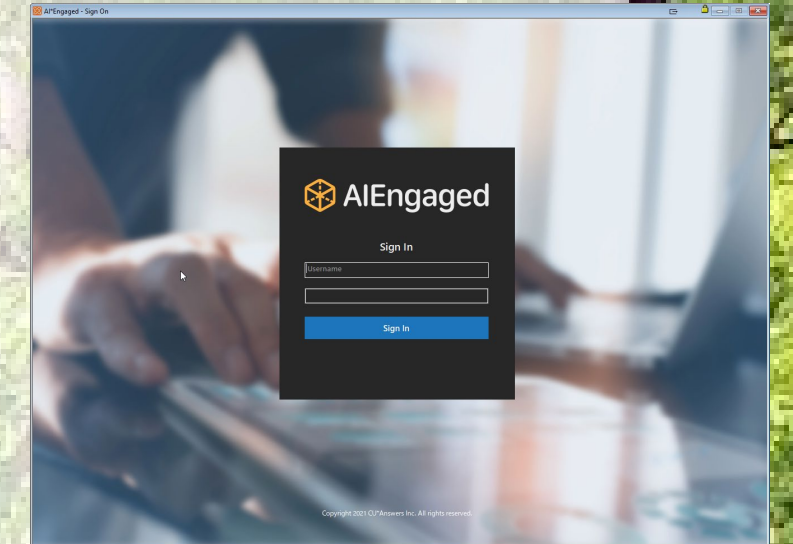 AI*Engaged - Sign On
AIEngaged
Sign In
Username
Sign In
Copyright 2021 CU*Answers Inc. All rights reserved.